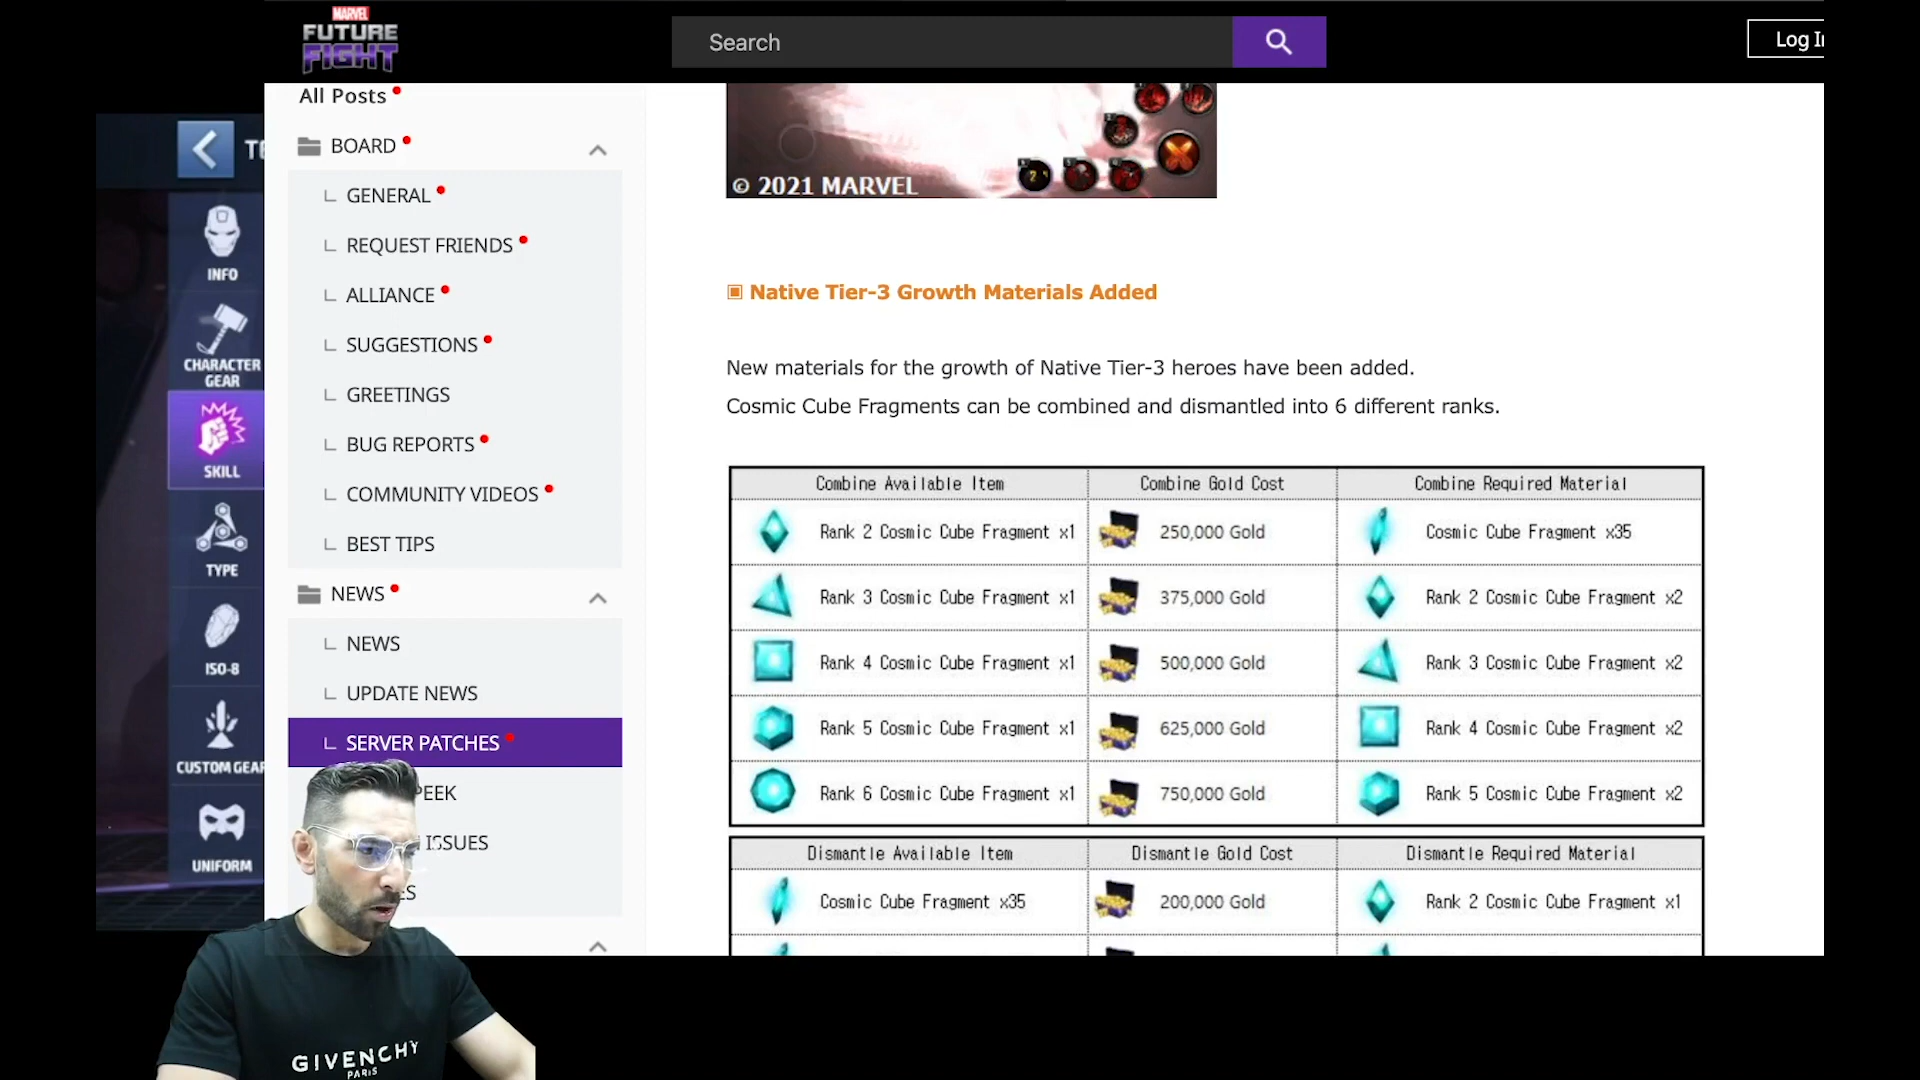 MARVEL
FUTURE
FIGHT
Search
All Posts
BOARD
GENERAL
REQUEST FRIENDS
ALLIANCE
SUGGESTIONS
GREETINGS
BUG REPORTS
COMMUNITY VIDEOS
BEST TIPS
NEWS
NEWS
UPDATE NEWS
SERVER PATCHES
PEEK
ISSUES
INFO
CHARACTER
GEAR
SKILL
TYPE
ISO-8
CUSTOM GEAR
UNIFORM
© 2021 MARVEL
Native Tier-3 Growth Materials Added
New materials for the growth of Native Tier-3 heroes have been added.
Cosmic Cube Fragments can be combined and dismantled into 6 different ranks.
Combine Available Item Combine Gold Cost Combine Required Material
Rank 2 Cosmic Cube Fragment x1 250,000 Gold Cosmic Cube Fragment x35
Rank 3 Cosmic Cube Fragment x1 375,000 Gold Rank 2 Cosmic Cube Fragment x2
Rank 4 Cosmic Cube Fragment x1 500,000 Gold Rank 3 Cosmic Cube Fragment x2
Rank 5 Cosmic Cube Fragment x1 625,000 Gold Rank 4 Cosmic Cube Fragment x2
Rank 6 Cosmic Cube Fragment x1 750,000 Gold Rank 5 Cosmic Cube Fragment x2
Dismantle Available Item Dismantle Gold Cost Dismantle Required Material
Cosmic Cube Fragment x35 200,000 Gold Rank 2 Cosmic Cube Fragment x1
GIVENCHY
PARIS